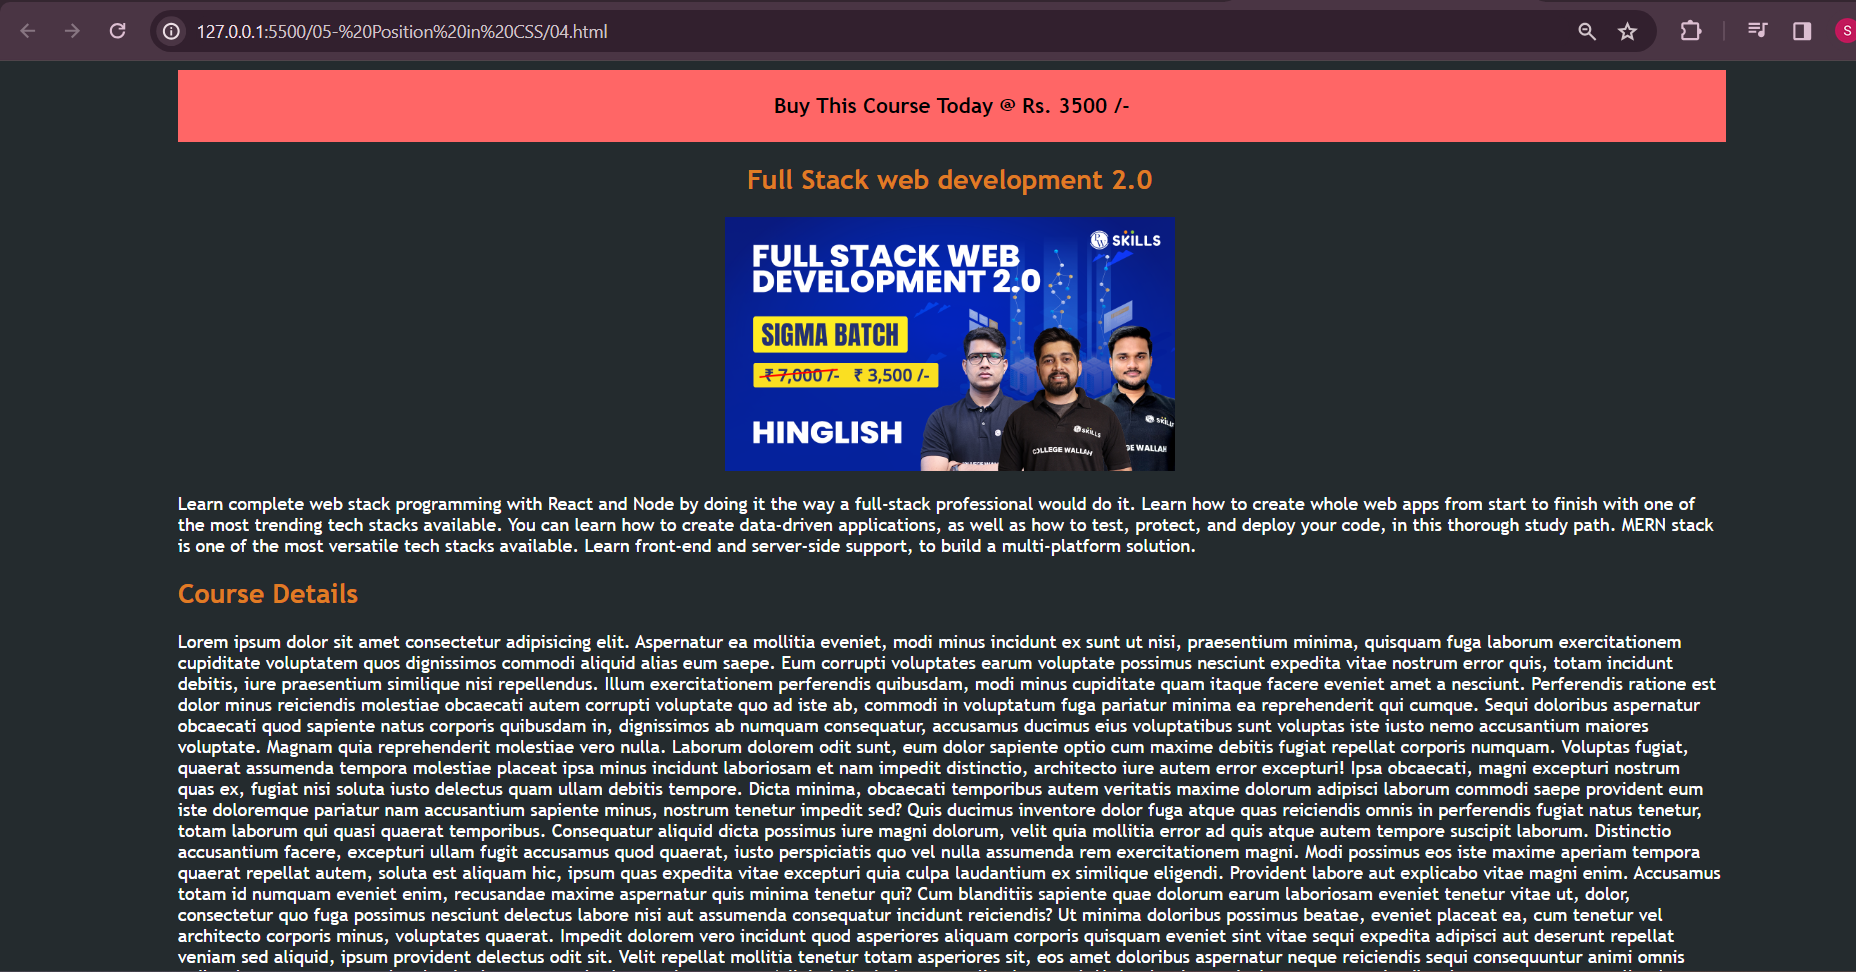 127.0.0.1:5500/05-%20Position%20in%20CSS/04.html
S
Buy This Course Today @ Rs. 3500 /-
Full Stack web development 2.0
PW SKILLS
FULL STACK WEB
DEVELOPMENT 2.0
SIGMA BATCH
₹ 7,000 /- ₹ 3,500 /-
HINGLISH
SKILLS
COLLEGE WALLAH
Learn complete web stack programming with React and Node by doing it the way a full-stack professional would do it. Learn how to create whole web apps from start to finish with one of
the most trending tech stacks available. You can learn how to create data-driven applications, as well as how to test, protect, and deploy your code, in this thorough study path. MERN stack
is one of the most versatile tech stacks available. Learn front-end and server-side support, to build a multi-platform solution.
Course Details
Lorem ipsum dolor sit amet consectetur adipisicing elit. Aspernatur ea mollitia eveniet, modi minus incidunt ex sunt ut nisi, praesentium minima, quisquam fuga laborum exercitationem
cupiditate voluptatem quos dignissimos commodi aliquid alias eum saepe. Eum corrupti voluptates earum voluptate possimus nesciunt expedita vitae nostrum error quis, totam incidunt
debitis, iure praesentium similique nisi repellendus. Illum exercitationem perferendis quibusdam, modi minus cupiditate quam itaque facere eveniet amet a nesciunt. Perferendis ratione est
dolor minus reiciendis molestiae obcaecati autem corrupti voluptate quo ad iste ab, commodi in voluptatum fuga pariatur minima ea reprehenderit qui cumque. Sequi doloribus aspernatur
obcaecati quod sapiente natus corporis quibusdam in, dignissimos ab numquam consequatur, accusamus ducimus eius voluptatibus sunt voluptas iste iusto nemo accusantium maiores
voluptate. Magnam quia reprehenderit molestiae vero nulla. Laborum dolorem odit sunt, eum dolor sapiente optio cum maxime debitis fugiat repellat corporis numquam. Voluptas fugiat,
quaerat assumenda tempora molestiae placeat ipsa minus incidunt laboriosam et nam impedit distinctio, architecto iure autem error excepturi! Ipsa obcaecati, magni excepturi nostrum
quas ex, fugiat nisi soluta iusto delectus quam ullam debitis tempore. Dicta minima, obcaecati temporibus autem veritatis maxime dolorum adipisci laborum commodi saepe provident eum
iste doloremque pariatur nam accusantium sapiente minus, nostrum tenetur impedit sed? Quis ducimus inventore dolor fuga atque quas reiciendis omnis in perferendis fugiat natus tenetur,
totam laborum qui quasi quaerat temporibus. Consequatur aliquid dicta possimus iure magni dolorum, velit quia mollitia error ad quis atque autem tempore suscipit laborum. Distinctio
accusantium facere, excepturi ullam fugit accusamus quod quaerat, iusto perspiciatis quo vel nulla assumenda rem exercitationem magni. Modi possimus eos iste maxime aperiam tempora
quaerat repellat autem, soluta est aliquam hic, ipsum quas expedita vitae excepturi quia culpa laudantium ex similique eligendi. Provident labore aut explicabo vitae magni enim. Accusamus
totam id numquam eveniet enim, recusandae maxime aspernatur quis minima tenetur qui? Cum blanditiis sapiente quae dolorum earum laboriosam eveniet tenetur vitae ut, dolor,
consectetur quo fuga possimus nesciunt delectus labore nisi aut assumenda consequatur incidunt reiciendis? Ut minima doloribus possimus beatae, eveniet placeat ea, cum tenetur vel
architecto corporis minus, voluptates quaerat. Impedit dolorem vero incidunt quod asperiores aliquam corporis quisquam eveniet sint vitae sequi expedita adipisci aut deserunt repellat
veniam sed aliquid, ipsum provident delectus odit sit. Velit repellat mollitia tenetur totam asperiores sit, eos amet doloribus aspernatur neque reiciendis sequi consequuntur animi omnis